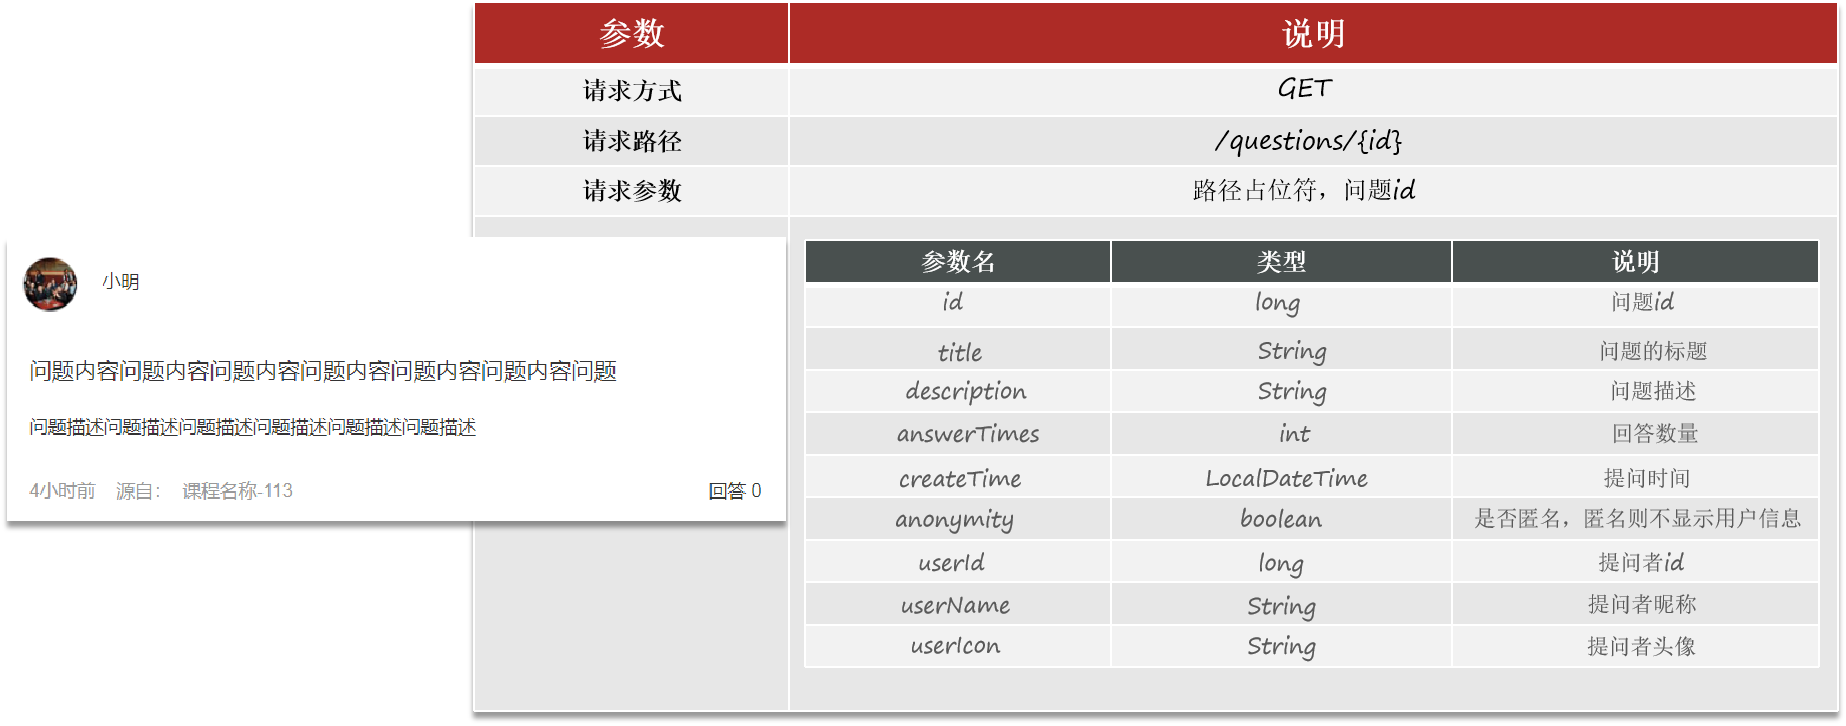 参数 说明
请求方式 GET
请求路径 /questions/{id}
请求参数 路径占位符，问题id
小明
问题内容问题内容问题内容问题内容问题内容问题内容问题
问题描述问题描述问题描述问题描述问题描述问题描述
4小时前 源自： 课程名称-113 回答 0
参数名 类型 说明
id long 问题id
title String 问题的标题
description String 问题描述
answerTimes int 回答数量
createTime LocalDateTime 提问时间
anonymity boolean 是否匿名，匿名则不显示用户信息
userId long 提问者id
userName String 提问者昵称
userIcon String 提问者头像